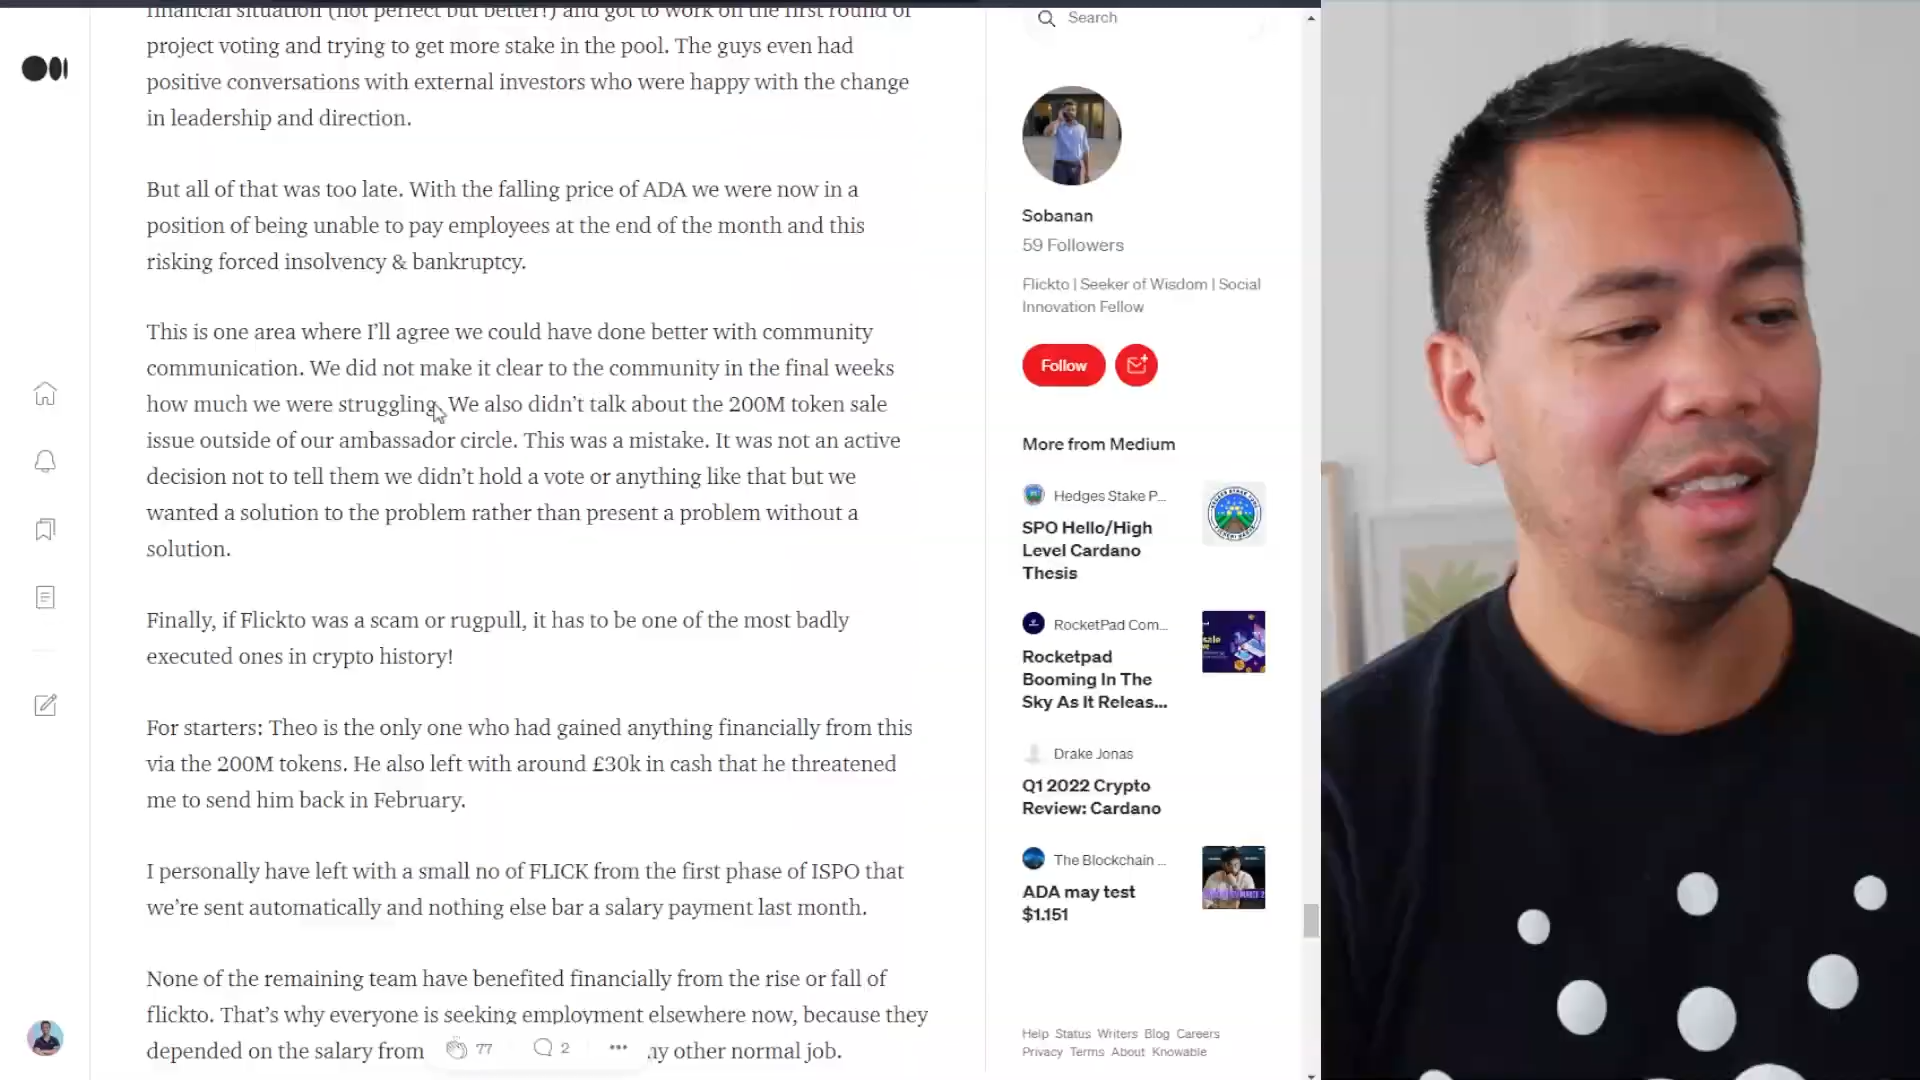 financial situation (not perfect but better!) and got to work on the first round of
project voting and trying to get more stake in the pool. The guys even had
positive conversations with external investors who were happy with the change
in leadership and direction.
But all of that was too late. With the falling price of ADA we were now in a
position of being unable to pay employees at the end of the month and this
risking forced insolvency & bankruptcy.
This is one area where I’ll agree we could have done better with community
communication. We did not make it clear to the community in the final weeks
how much we were struggling. We also didn’t talk about the 200M token sale
issue outside of our ambassador circle. This was a mistake. It was not an active
decision not to tell them we didn’t hold a vote or anything like that but we
wanted a solution to the problem rather than present a problem without a
solution.
Finally, if Flickto was a scam or rugpull, it has to be one of the most badly
executed ones in crypto history!
For starters: Theo is the only one who had gained anything financially from this
via the 200M tokens. He also left with around £30k in cash that he threatened
me to send him back in February.
I personally have left with a small no of FLICK from the first phase of ISPO that
we’re sent automatically and nothing else bar a salary payment last month.
None of the remaining team have benefited financially from the rise or fall of
flickto. That’s why everyone is seeking employment elsewhere now, because they
depended on the salary from
ny other normal job.
77
2
Search
Sobanan
59 Followers
Flickto | Seeker of Wisdom | Social
Innovation Fellow
Follow
More from Medium
Hedges Stake P...
SPO Hello/High
Level Cardano
Thesis
RocketPad Com...
Rocketpad
Booming In The
Sky As It Releas...
Drake Jonas
Q1 2022 Crypto
Review: Cardano
The Blockchain ...
ADA may test
$1.151
Help Status Writers Blog Careers
Privacy Terms About Knowable